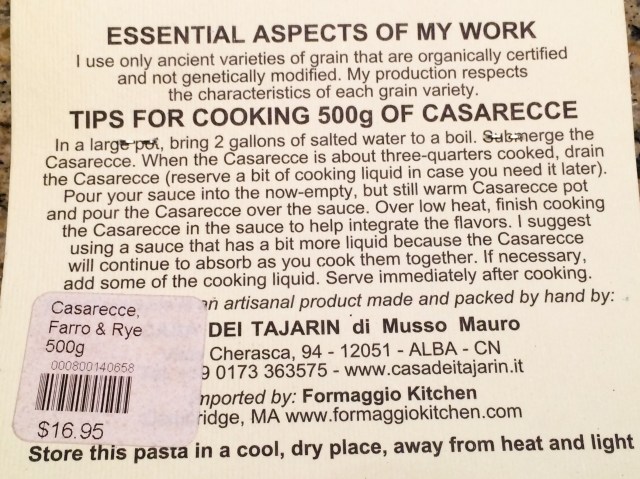 ESSENTIAL ASPECTS OF MY WORK
I use only ancient varieties of grain that are organically certified
and not genetically modified. My production respects
the characteristics of each grain variety.
TIPS FOR COOKING 500g OF CASARECCE
In a large pot, bring 2 gallons of salted water to a boil. Submerge the
Casarecce. When the Casarecce is about three-quarters cooked, drain
the Casarecce (reserve a bit of cooking liquid in case you need it later).
Pour your sauce into the now-empty, but still warm Casarecce pot
and pour the Casarecce over the sauce. Over low heat, finish cooking
the Casarecce in the sauce to help integrate the flavors. I suggest
using a sauce that has a bit more liquid because the Casarecce
will continue to absorb as you cook them together. If necessary,
add some of the cooking liquid. Serve immediately after cooking.
an artisanal product made and packed by hand by:
DEI TAJARIN di Musso Mauro
Cherasca, 94 - 12051 - ALBA - CN
9 0173 363575 - www.casadeitajarin.it
mported by: Formaggio Kitchen
ridge, MA www.formaggiokitchen.com
Store this pasta in a cool, dry place, away from heat and light
Casarecce,
Farro & Rye
500g
000800140658
$16.95